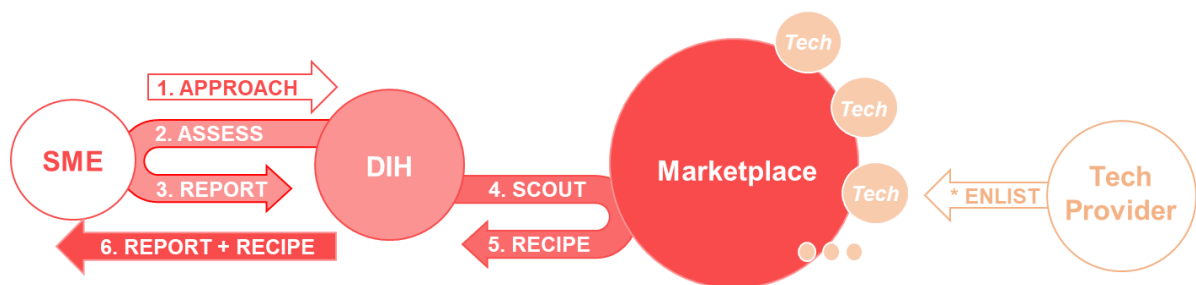 Tech
1. APPROACH
Tech
2. ASSESS
SME
DIH
Marketplace
3. REPORT
4. SCOUT
Tech
* ENLIST
Tech
Provider
6. REPORT + RECIPE
5. RECIPE